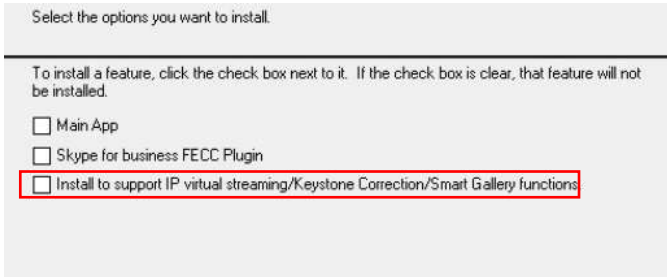 Select the options you want to install.
To install a feature, click the check box next to it. If the check box is clear, that feature will not
be installed.
Main App
Skype for business FECC Plugin
Install to support IP virtual streaming/Keystone Correction/Smart Gallery functions